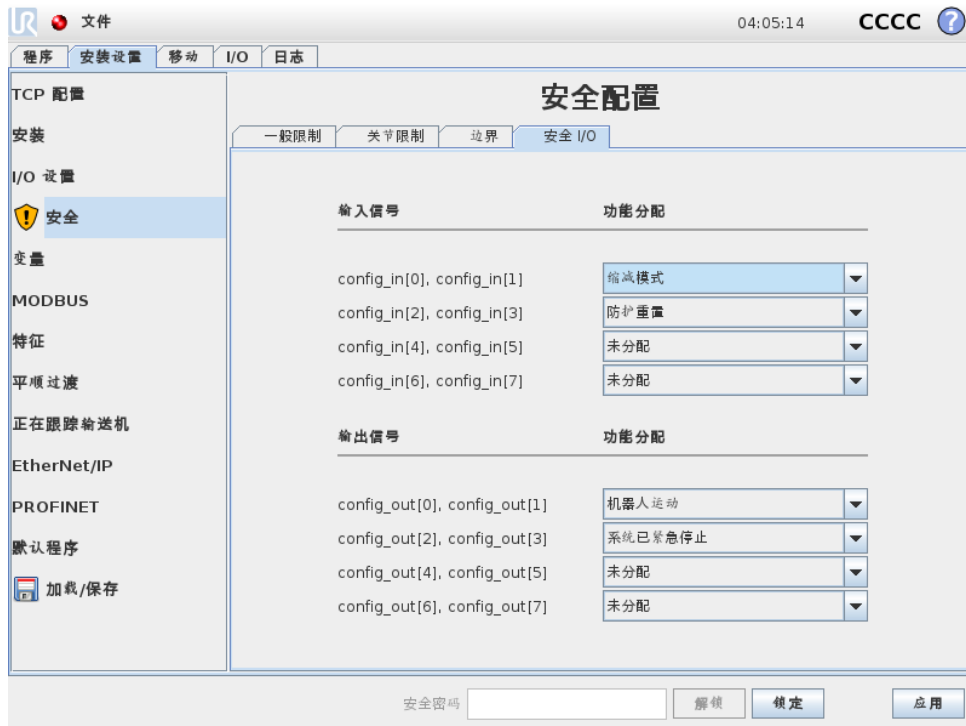 UR 文件 04:05:14 CCCC ?
程序 安装设置 移动 I/O 日志
TCP 配置
安装
I/O 设置
安全
变量
MODBUS
特征
平顺过渡
正在跟踪输送机
EtherNet/IP
PROFINET
默认程序
加载/保存
安全配置
一般限制 关节限制 边界 安全 I/O
输入信号 功能分配
config_in[0], config_in[1] 缩减模式
config_in[2], config_in[3] 防护重置
config_in[4], config_in[5] 未分配
config_in[6], config_in[7] 未分配
输出信号 功能分配
config_out[0], config_out[1] 机器人运动
config_out[2], config_out[3] 系统已紧急停止
config_out[4], config_out[5] 未分配
config_out[6], config_out[7] 未分配
安全密码 解锁 锁定 应用